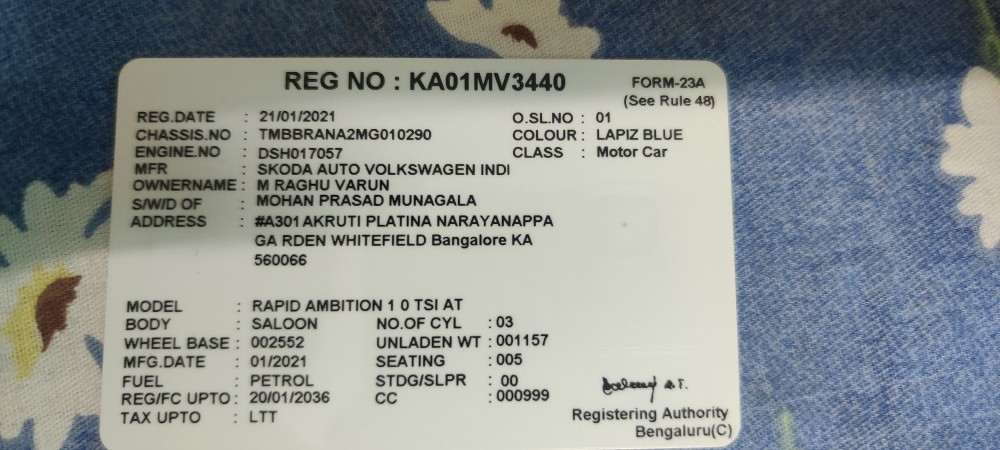 REG NO : KA01MV3440
FORM-23A
(See Rule 48)
REG.DATE : 21/01/2021 O.SL.NO : 01
CHASSIS.NO : TMBBRANA2MG010290 COLOUR : LAPIZ BLUE
ENGINE.NO : DSH017057 CLASS : Motor Car
MFR : SKODA AUTO VOLKSWAGEN INDI
OWNERNAME : M RAGHU VARUN
S/W/D OF : MOHAN PRASAD MUNAGALA
ADDRESS : #A301 AKRUTI PLATINA NARAYANAPPA
GA RDEN WHITEFIELD Bangalore KA
560066
MODEL : RAPID AMBITION 1 0 TSI AT
BODY : SALOON NO.OF CYL : 03
WHEEL BASE : 002552 UNLADEN WT : 001157
MFG.DATE : 01/2021 SEATING : 005
FUEL : PETROL STDG/SLPR : 00
REG/FC UPTO : 20/01/2036 CC : 000999
TAX UPTO : LTT
Registering Authority
Bengaluru(C)